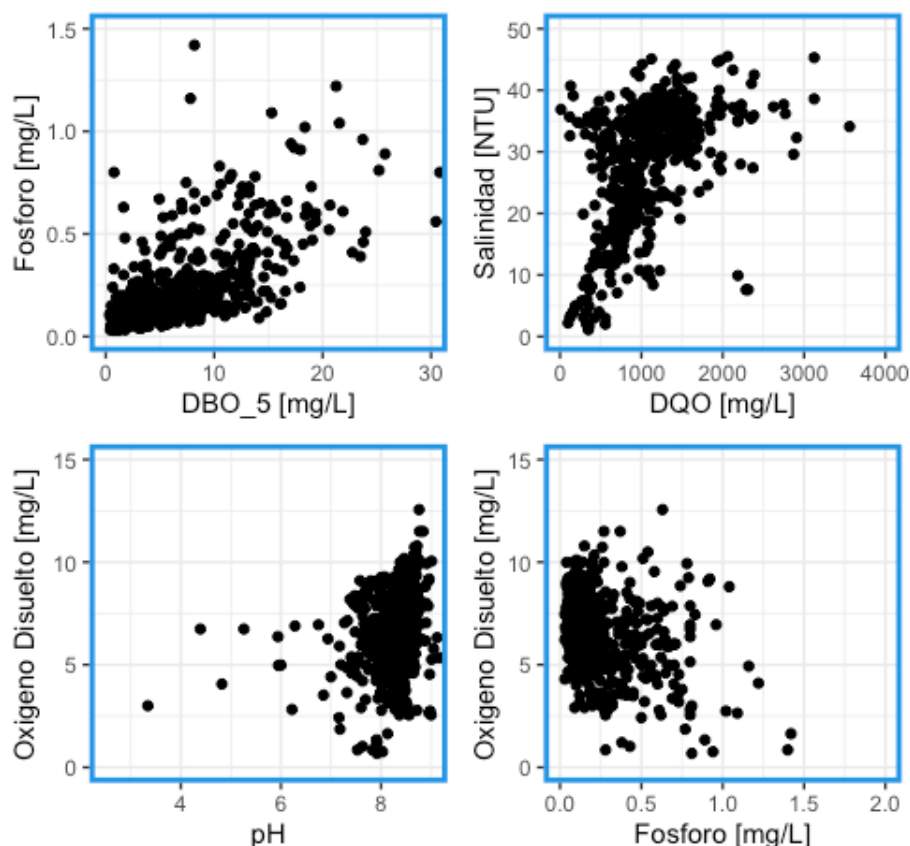 Fosforo [mg/L]
1.5
1.0
0.5
0.0
0 10 20 30
DBO_5 [mg/L]
Salinidad [NTU]
50
40
30
20
10
0
0 1000 2000 3000 4000
DQO [mg/L]
Oxigeno Disuelto [mg/L]
15
10
5
0
4 6 8
pH
Oxigeno Disuelto [mg/L]
15
10
5
0
0.0 0.5 1.0 1.5 2.0
Fosforo [mg/L]